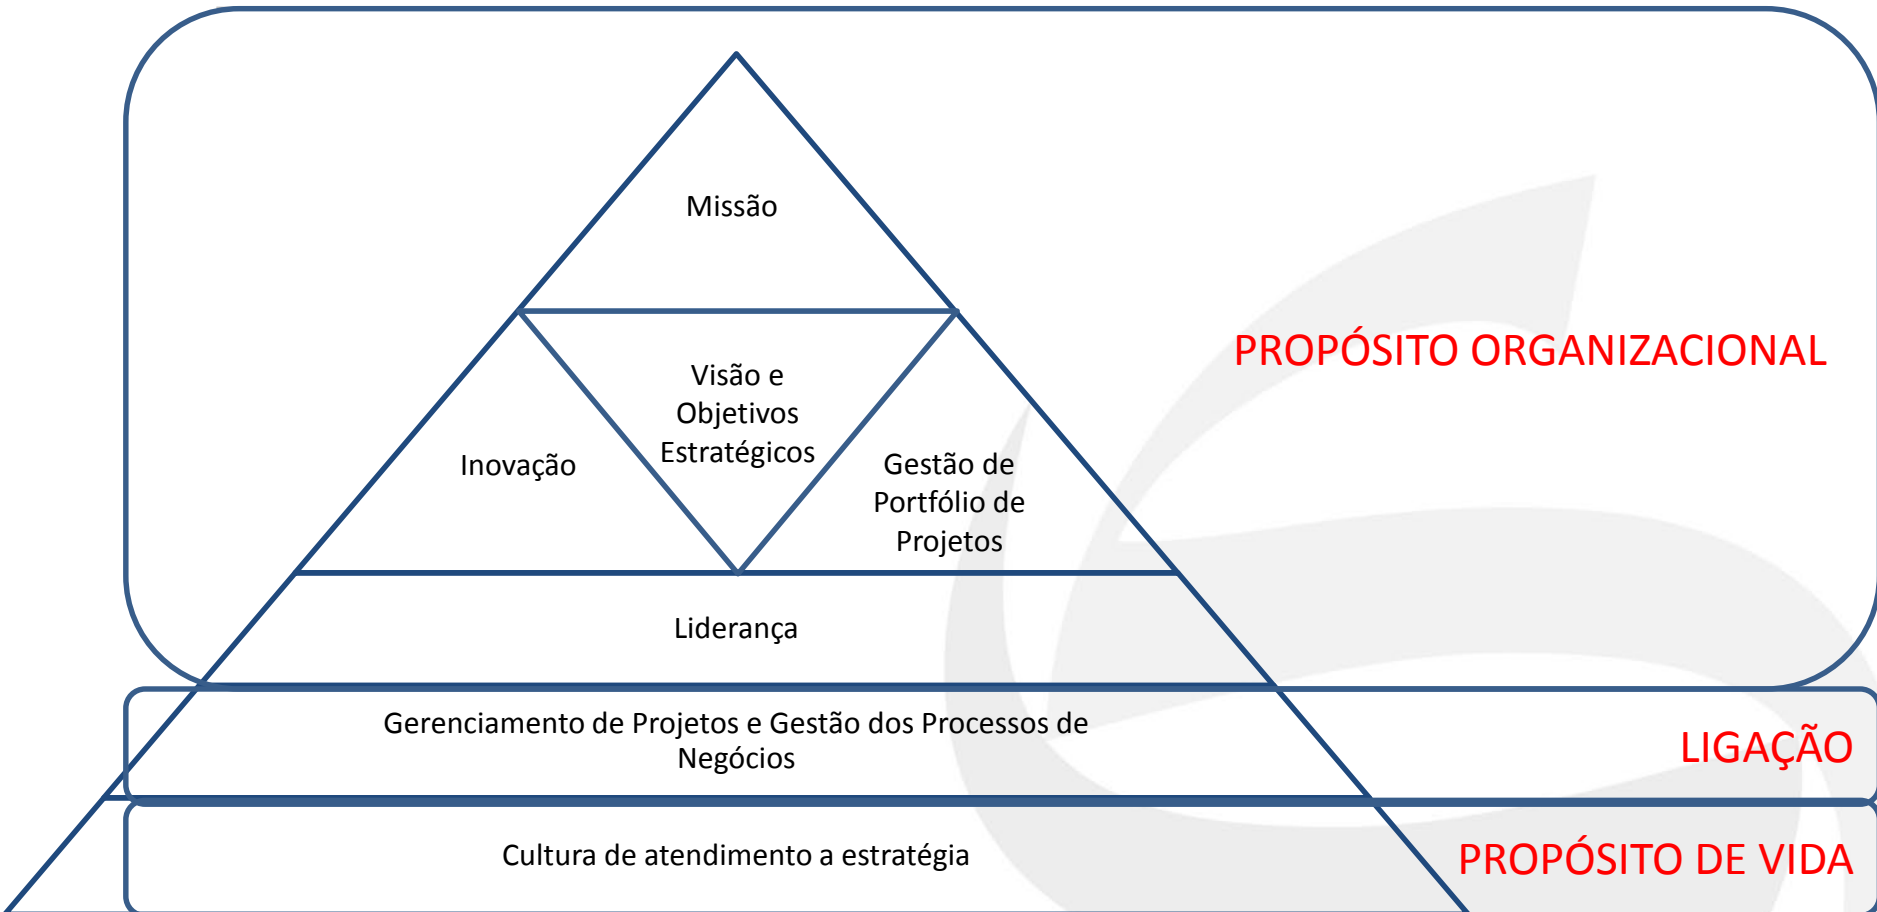 Missão
PROPÓSITO ORGANIZACIONAL
Visão e
Objetivos
Estratégicos
Inovação
Gestão de
Portfólio de
Projetos
Liderança
Gerenciamento de Projetos e Gestão dos Processos de
Negócios
LIGAÇÃO
Cultura de atendimento a estratégia
PROPÓSITO DE VIDA